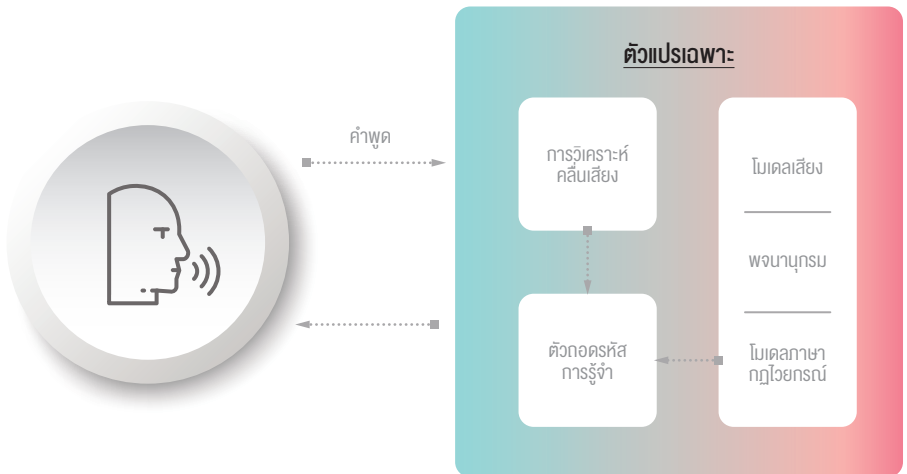 ตัวแปรเฉพาะ
คำพูด
การวิเคราะห์
คลื่นเสียง
โมเดลเสียง
พจนานุกรม
ตัวถอดรหัส
การรู้จำ
โมเดลภาษา
กฎไวยกรณ์